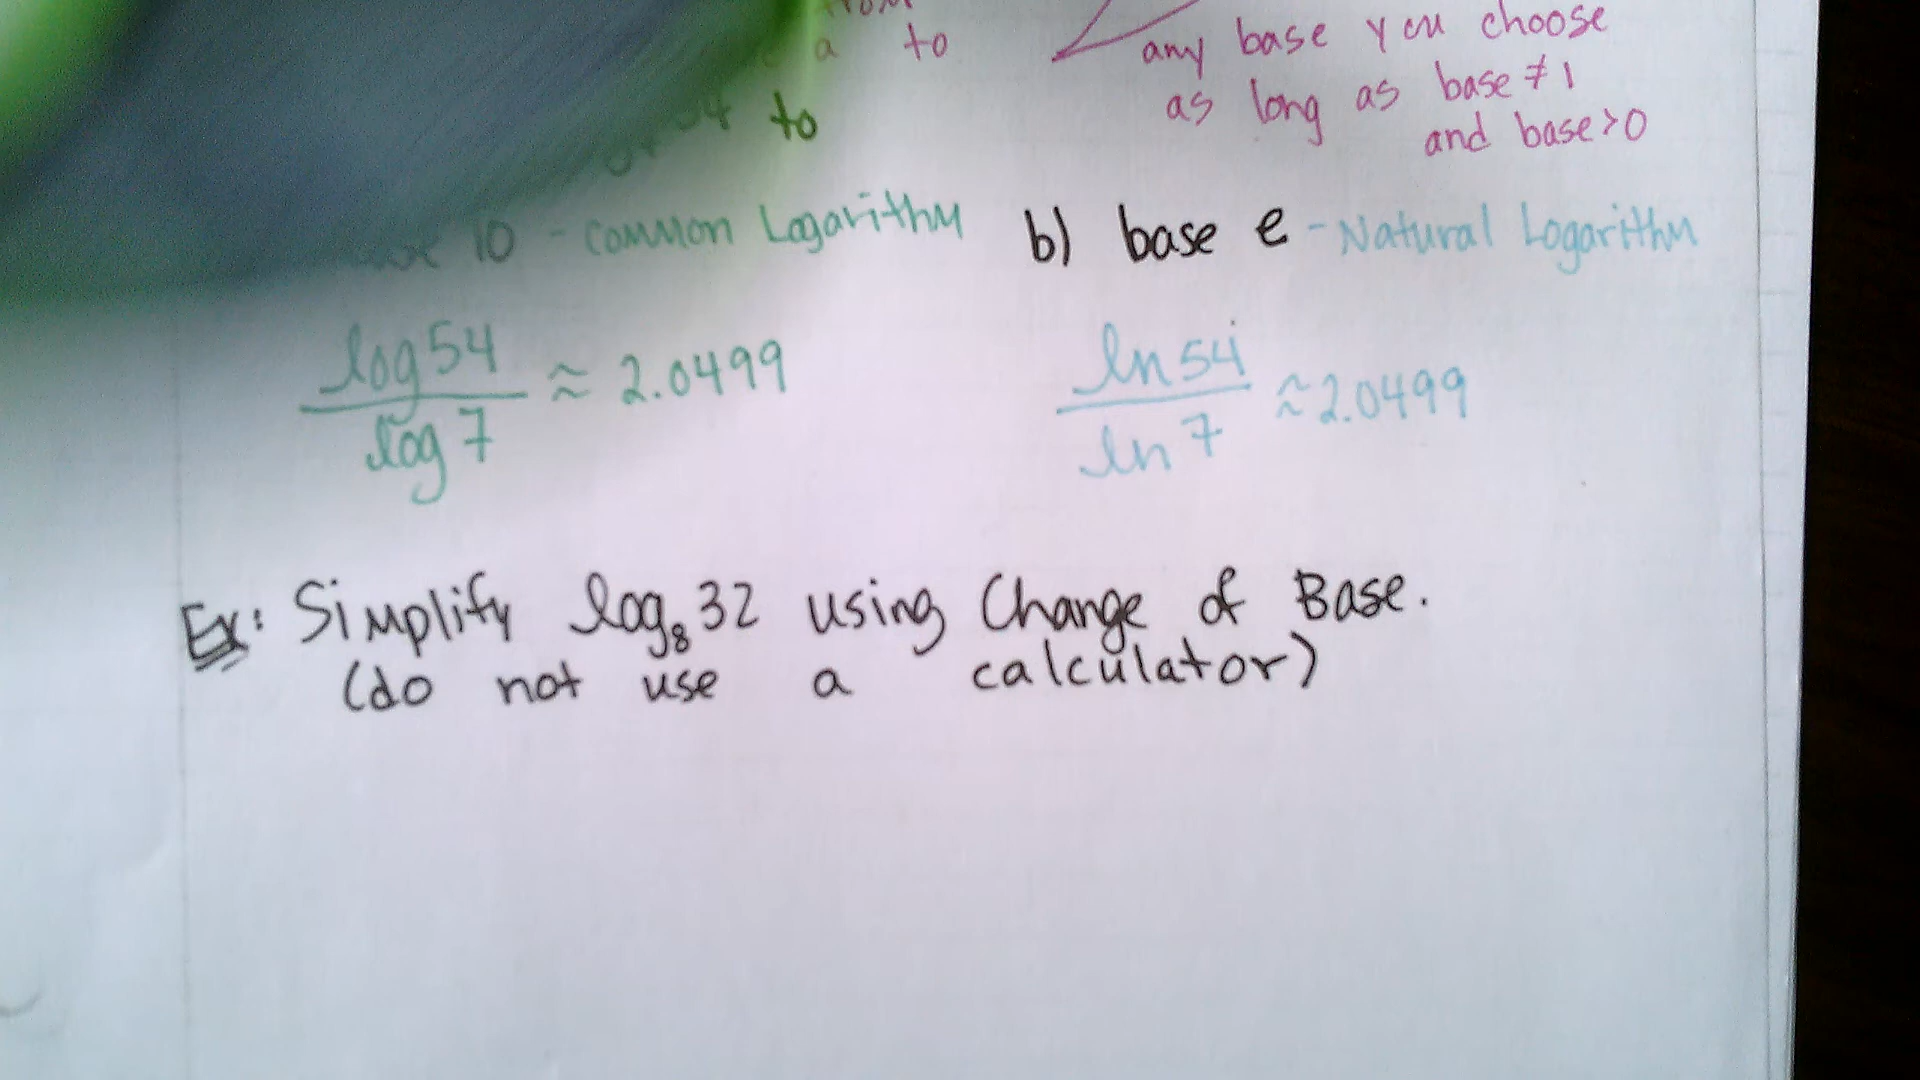 a to
any base you choose
as long as base ≠ 1
and base > 0
to
10 - Common Logarithm
b) base e - Natural Logarithm
log 54 / log 7 ≈ 2.0499
ln 54 / ln 7 ≈ 2.0499
Ex: Simplify log₈ 32 using Change of Base.
(do not use a calculator)